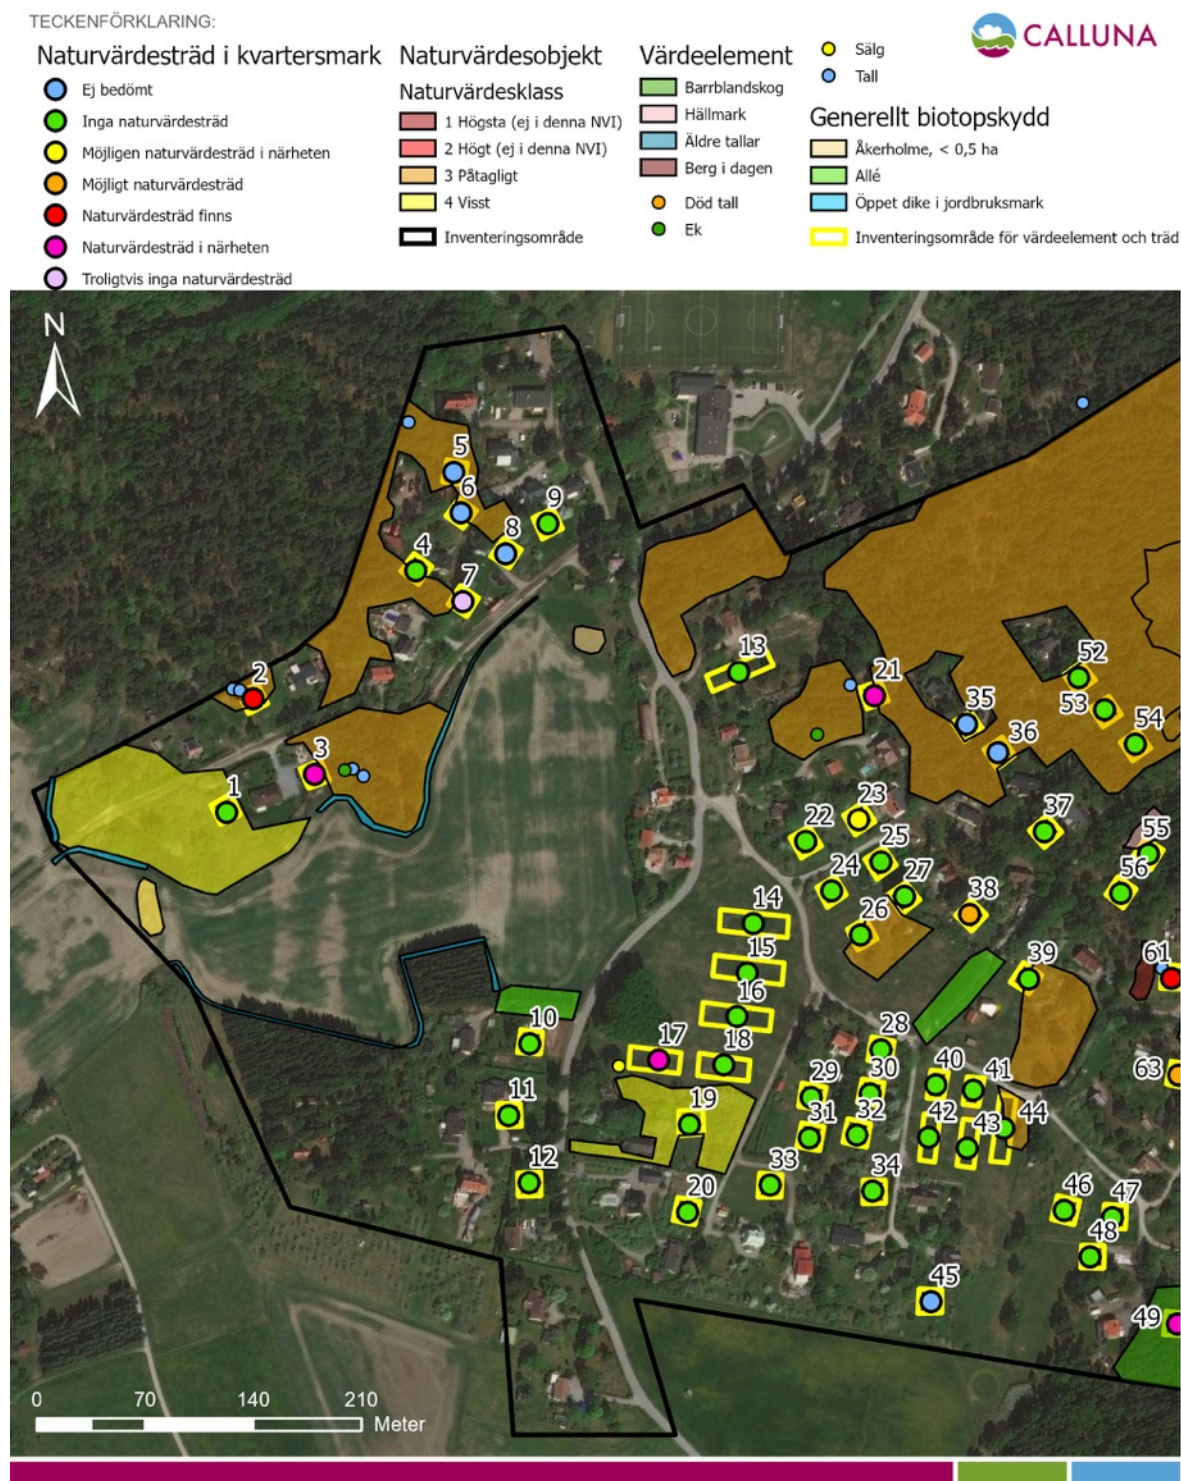 TECKENFÖRKLARING:
Naturvärdesträd i kvartersmark
Ej bedömt
Inga naturvärdesträd
Möjligen naturvärdesträd i närheten
Möjligt naturvärdesträd
Naturvärdesträd finns
Naturvärdesträd i närheten
Troligtvis inga naturvärdesträd
Naturvärdesobjekt
Naturvärdesklass
1 Högsta (ej i denna NVI)
2 Högt (ej i denna NVI)
3 Påtagligt
4 Visst
Inventeringsområde
Värdeelement
Barrblandskog
Hällmark
Äldre tallar
Berg i dagen
Död tall
Ek
Sälg
Tall
Generellt biotopskydd
Åkerholme, < 0,5 ha
Allé
Öppet dike i jordbruksmark
Inventeringsområde för värdeelement och träd
CALLUNA
N
5
6
9
8
4
7
2
3
1
13
21
52
53
54
35
36
23
22
25
37
55
24
27
56
38
26
14
15
39
61
16
10
28
17
18
40
41
63
29
30
11
19
31
32
42
43
44
12
33
34
20
46
47
48
45
49
0 70 140 210
Meter